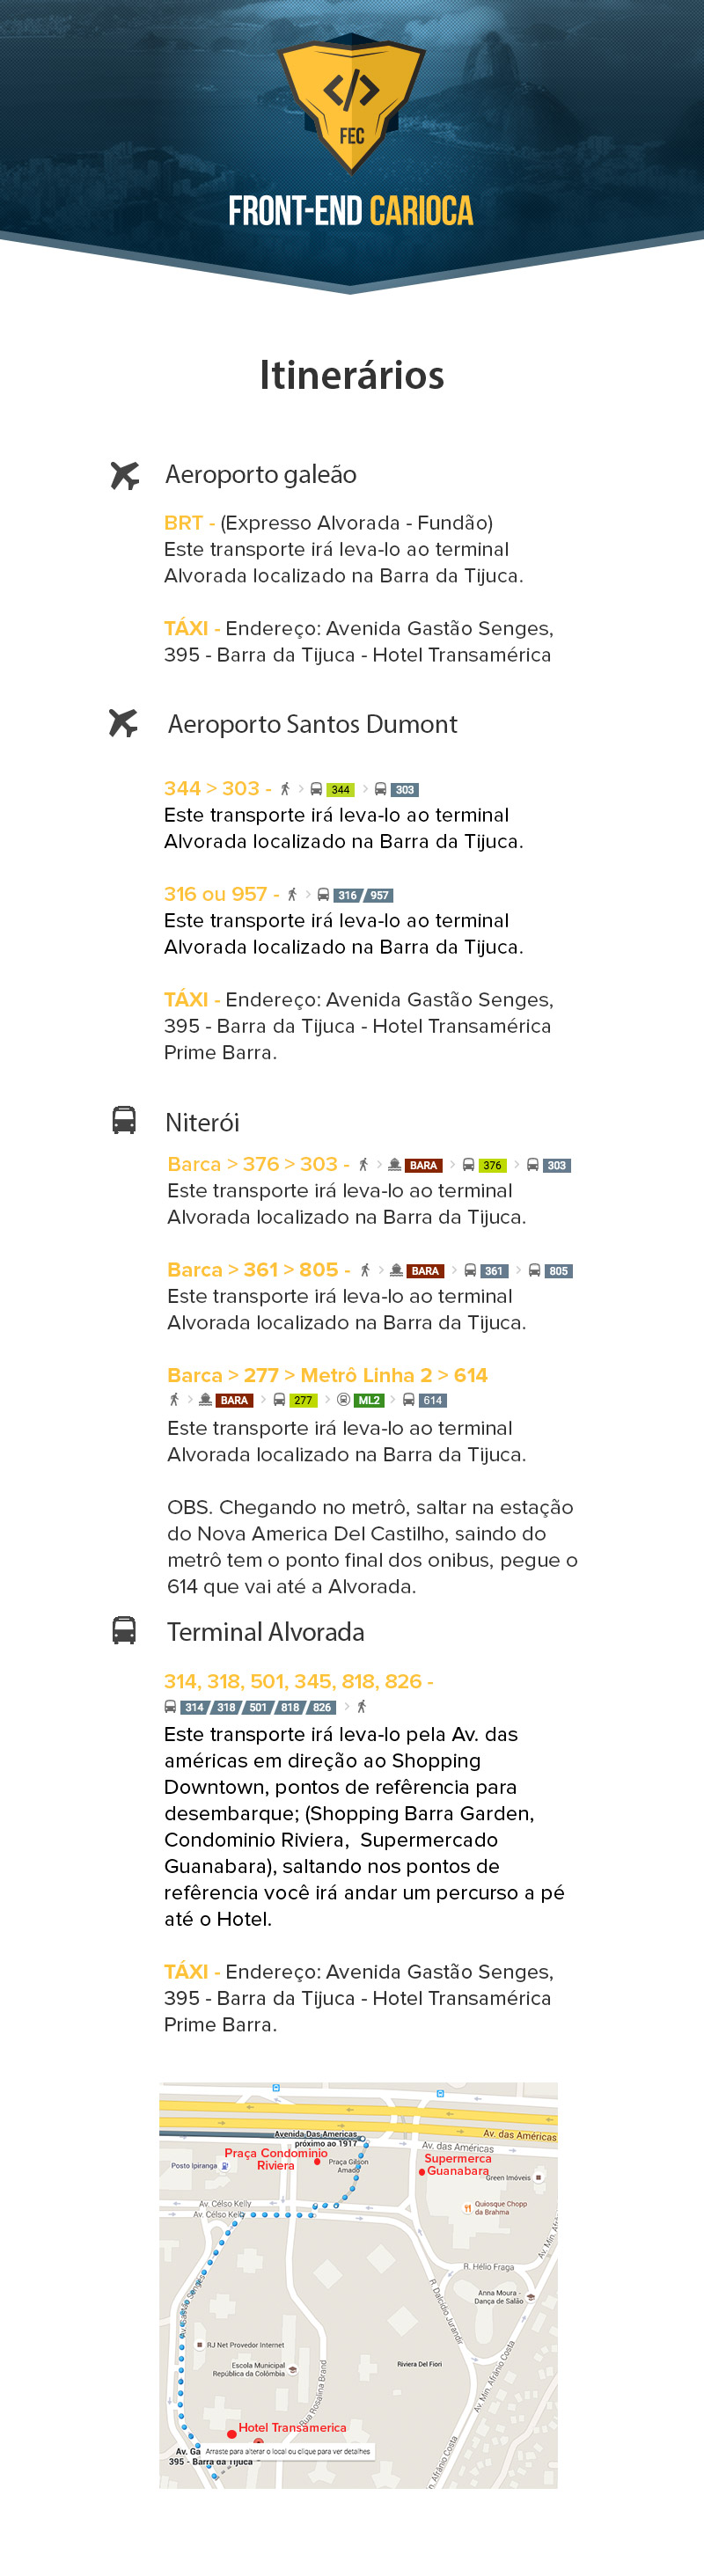 </>
FEC
FRONT-END CARIOCA
Itinerários
Aeroporto galeão
BRT - (Expresso Alvorada - Fundão)
Este transporte irá leva-lo ao terminal
Alvorada localizado na Barra da Tijuca.
TÁXI - Endereço: Avenida Gastão Senges,
395 - Barra da Tijuca - Hotel Transamérica
Aeroporto Santos Dumont
344 > 303 - > 344 > 303
Este transporte irá leva-lo ao terminal
Alvorada localizado na Barra da Tijuca.
316 ou 957 - > 316 957
Este transporte irá leva-lo ao terminal
Alvorada localizado na Barra da Tijuca.
TÁXI - Endereço: Avenida Gastão Senges,
395 - Barra da Tijuca - Hotel Transamérica
Prime Barra.
Niterói
Barca > 376 > 303 - > BARA > 376 > 303
Este transporte irá leva-lo ao terminal
Alvorada localizado na Barra da Tijuca.
Barca > 361 > 805 - > BARA > 361 > 805
Este transporte irá leva-lo ao terminal
Alvorada localizado na Barra da Tijuca.
Barca > 277 > Metrô Linha 2 > 614
> BARA > 277 > ML2 > 614
Este transporte irá leva-lo ao terminal
Alvorada localizado na Barra da Tijuca.
OBS. Chegando no metrô, saltar na estação
do Nova America Del Castilho, saindo do
metrô tem o ponto final dos onibus, pegue o
614 que vai até a Alvorada.
Terminal Alvorada
314, 318, 501, 345, 818, 826 -
314 318 501 818 826 >
Este transporte irá leva-lo pela Av. das
américas em direção ao Shopping
Downtown, pontos de refêrencia para
desembarque; (Shopping Barra Garden,
Condominio Riviera,  Supermercado
Guanabara), saltando nos pontos de
refêrencia você irá andar um percurso a pé
até o Hotel.
TÁXI - Endereço: Avenida Gastão Senges,
395 - Barra da Tijuca - Hotel Transamérica
Prime Barra.
Avenida Das Americas
próximo ao 1917
Av. das Américas
Av. das Américas
Praça Condominio
Riviera
Supermerca
Guanabara
Posto Ipiranga
Praça Gilson
Amado
Green Imóveis
Av. Célso Kelly
Av. Célso Kelly
Quiosque Chopp
da Brahma
Av. Min. Af
R. Hélio Fraga
Av. Gastão Senges
R. Dalcídio Jurandir
Anna Moura -
Dança de Salão
RJ Net Provedor Internet
Escola Municipal
República da Colômbia
Riviera Del Fiori
Rua Rosalina Brand
Av. Min. Afrânio Costa
Hotel Transamerica
Av. Ga
Arraste para alterar o local ou clique para ver detalhes
395 - Barra da Tijuca
. Afrânio Costa